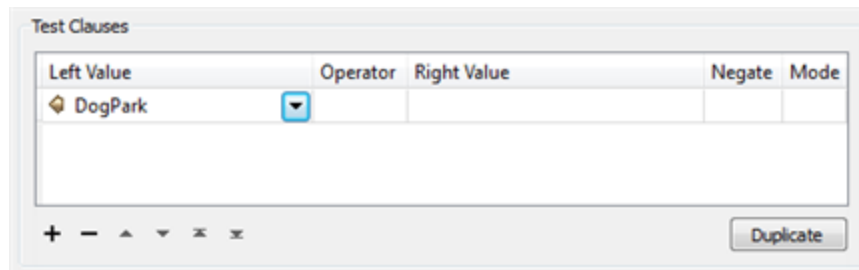 Test Clauses
Left Value Operator Right Value Negate Mode
DogPark
Duplicate